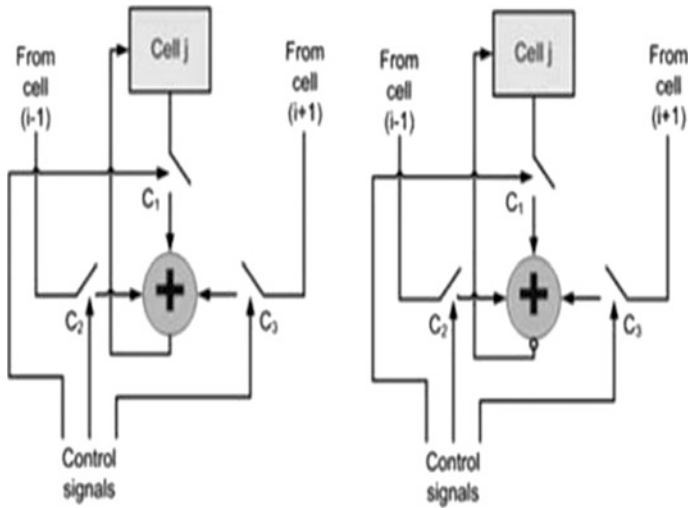 From
cell
(i-1)
Cell j
From
cell
(i+1)
C1
C2
C3
Control
signals
From
cell
(i-1)
Cell j
From
cell
(i+1)
C1
C2
C3
Control
signals